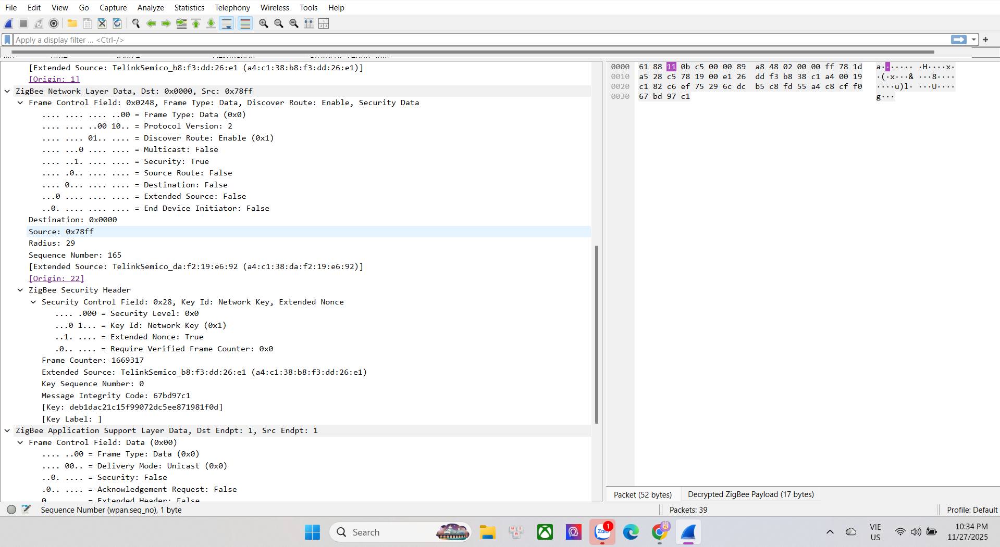 File Edit View Go Capture Analyze Statistics Telephony Wireless Tools Help
Apply a display filter ... <Ctrl-/>
[Extended Source: TelinkSemico_b8:f3:dd:26:e1 (a4:c1:38:b8:f3:dd:26:e1)]
[Origin: 1]
ZigBee Network Layer Data, Dst: 0x0000, Src: 0x78ff
Frame Control Field: 0x0248, Frame Type: Data, Discover Route: Enable, Security Data
.... .... .... ..00 = Frame Type: Data (0x0)
.... .... ..00 10.. = Protocol Version: 2
.... .... 01.. .... = Discover Route: Enable (0x1)
.... ...0 .... .... = Multicast: False
.... ..1. .... .... = Security: True
.... .0.. .... .... = Source Route: False
.... 0... .... .... = Destination: False
...0 .... .... .... = Extended Source: False
..0. .... .... .... = End Device Initiator: False
Destination: 0x0000
Source: 0x78ff
Radius: 29
Sequence Number: 165
[Extended Source: TelinkSemico_da:f2:19:e6:92 (a4:c1:38:da:f2:19:e6:92)]
[Origin: 22]
ZigBee Security Header
Security Control Field: 0x28, Key Id: Network Key, Extended Nonce
.... .000 = Security Level: 0x0
...0 1... = Key Id: Network Key (0x1)
..1. .... = Extended Nonce: True
.0.. .... = Require Verified Frame Counter: 0x0
Frame Counter: 1669317
Extended Source: TelinkSemico_b8:f3:dd:26:e1 (a4:c1:38:b8:f3:dd:26:e1)
Key Sequence Number: 0
Message Integrity Code: 67bd97c1
[Key: deb1dac21c15f99072dc5ee871981f0d]
[Key Label: ]
ZigBee Application Support Layer Data, Dst Endpt: 1, Src Endpt: 1
Frame Control Field: Data (0x00)
.... ..00 = Frame Type: Data (0x0)
.... 00.. = Delivery Mode: Unicast (0x0)
..0. .... = Security: False
.0.. .... = Acknowledgement Request: False
0... .... = Extended Header: False
0000 61 88 11 0b c5 00 00 89 a8 48 02 00 00 ff 78 1d a······· ·H····x·
0010 a5 28 c5 78 19 00 e1 26 dd f3 b8 38 c1 a4 00 19 ·(·x···& ···8····
0020 c1 82 c6 ef 75 29 6c dc b5 c8 fd 55 a4 c8 cf f0 ····u)l· ···U····
0030 67 bd 97 c1 g···
Packet (52 bytes) Decrypted ZigBee Payload (17 bytes)
Sequence Number (wpan.seq_no), 1 byte Packets: 39 Profile: Default
Search
Zalo
1
VIE
US
10:34 PM
11/27/2025